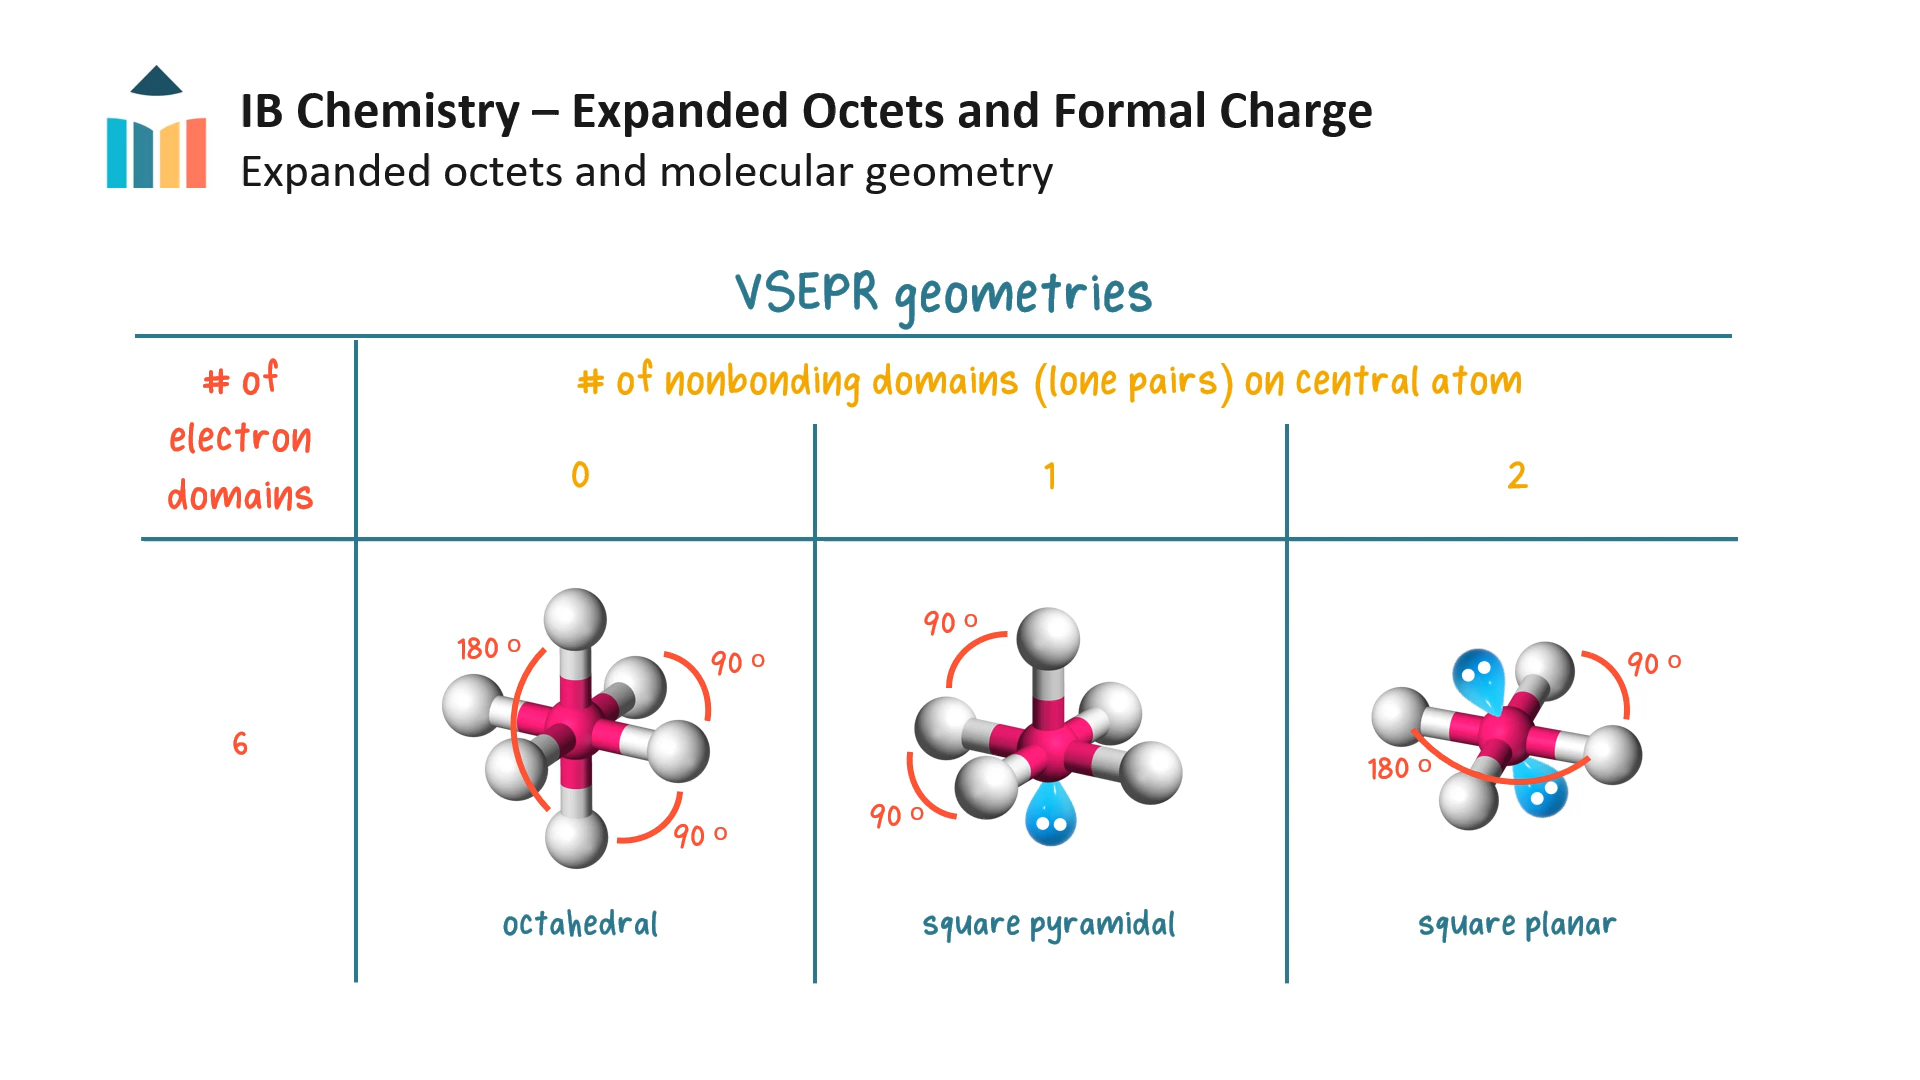 IB Chemistry – Expanded Octets and Formal Charge
Expanded octets and molecular geometry
VSEPR geometries
# of
electron
domains
# of nonbonding domains (lone pairs) on central atom
0
1
2
6
180 °
90 °
90 °
octahedral
90 °
90 °
square pyramidal
90 °
180 °
square planar